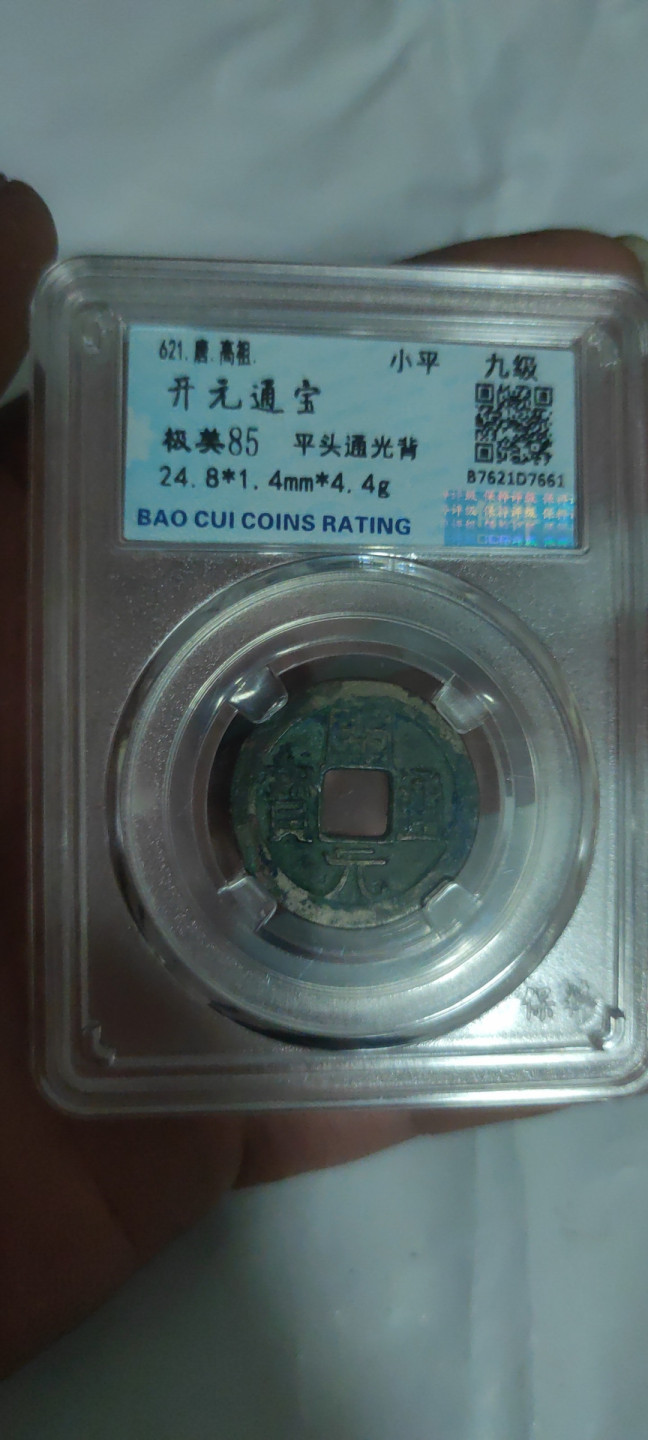 621.唐.高祖. 小平 九级
开元通宝
极美85 平头通光背
24.8*1.4mm*4.4g B7621D7661
BAO CUI COINS RATING
開
寶 通
元